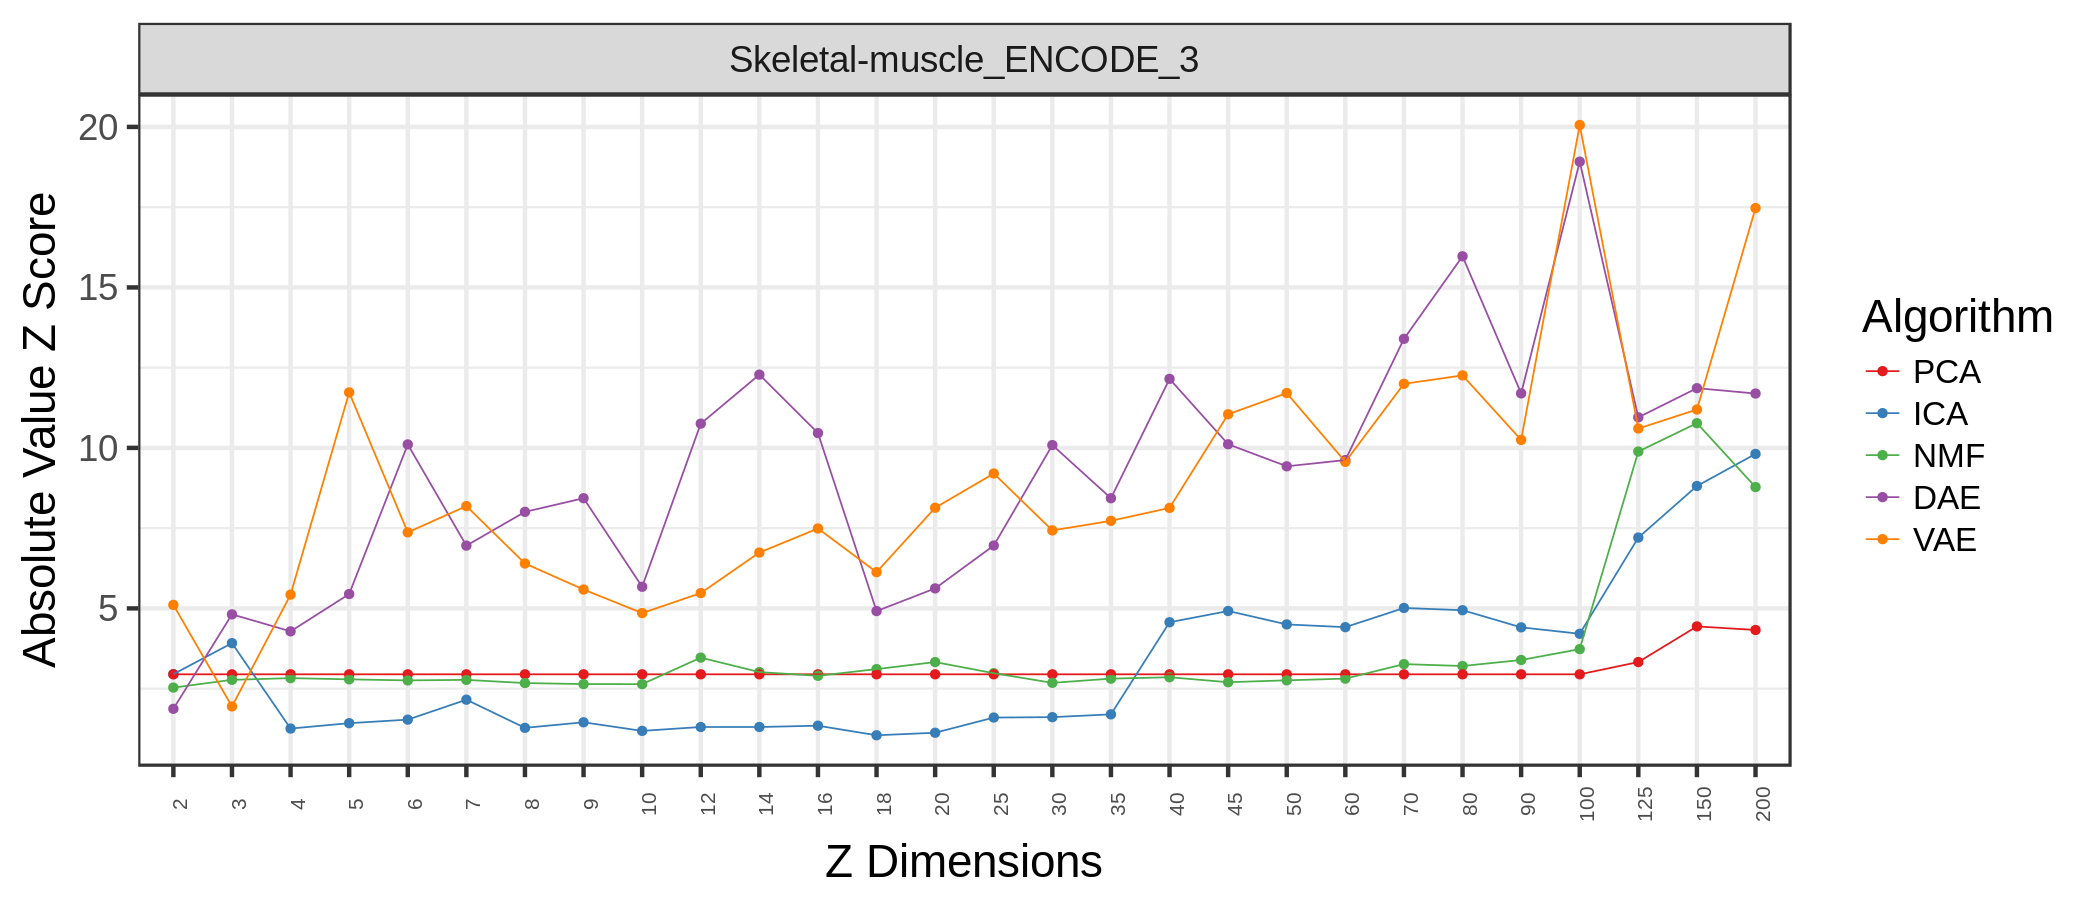 Skeletal-muscle_ENCODE_3
Absolute Value Z Score
20
15
10
5
2 3 4 5 6 7 8 9 10 12 14 16 18 20 25 30 35 40 45 50 60 70 80 90 100 125 150 200
Z Dimensions
Algorithm
PCA
ICA
NMF
DAE
VAE